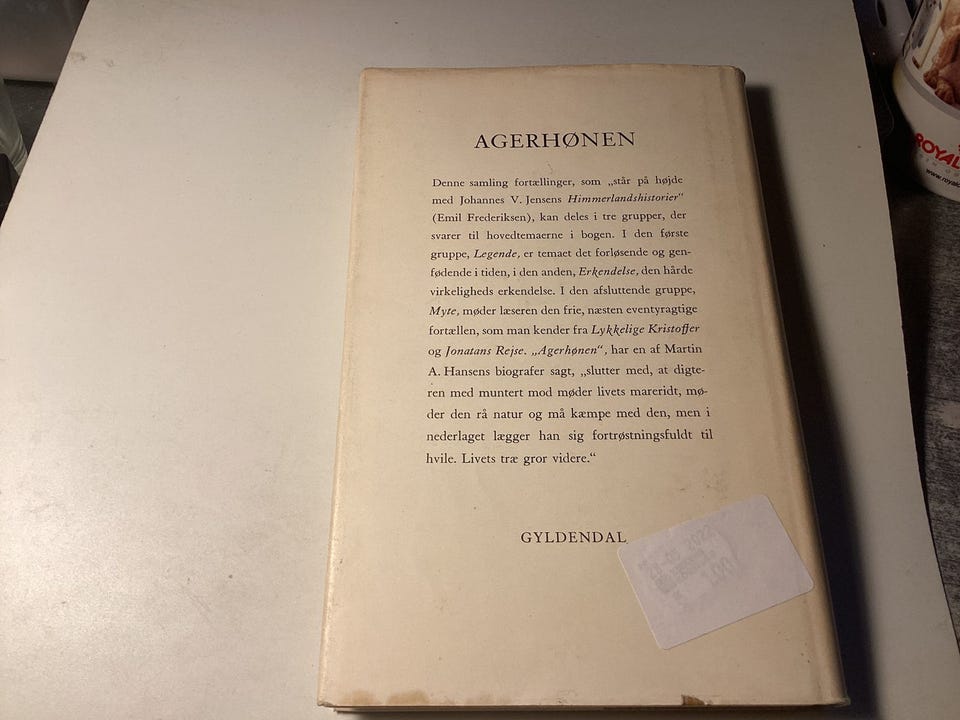 AGERHØNEN
Denne samling fortællinger, som „står på højde
med Johannes V. Jensens Himmerlandshistorier“
(Emil Frederiksen), kan deles i tre grupper, der
svarer til hovedtemaerne i bogen. I den første
gruppe, Legende, er temaet det forløsende og gen-
fødende i tiden, i den anden, Erkendelse, den hårde
virkeligheds erkendelse. I den afsluttende gruppe,
Myte, møder læseren den frie, næsten eventyragtige
fortællen, som man kender fra Lykkelige Kristoffer
og Jonatans Rejse. „Agerhønen“, har en af Martin
A. Hansens biografer sagt, „slutter med, at digte-
ren med muntert mod møder livets mareridt, mø-
der den rå natur og må kæmpe med den, men i
nederlaget lægger han sig fortrøstningsfuldt til
hvile. Livets træ gror videre.“
GYLDENDAL
ROYAL